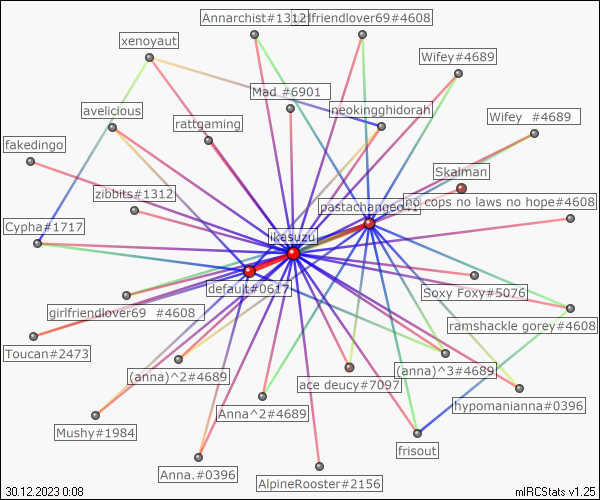 Annarchist#1312
girlfriendlover69#4608
xenoyaut
Wifey#4689
Mad #6901
avelicious
neokingghidorah
rattgaming
Wifey #4689
fakedingo
Skalman
zibbits#1312
no cops no laws no hope#4608
pastachangeo41
Cypha#1717
ikasuzu
default#0617
Soxy Foxy#5076
girlfriendlover69 #4608
ramshackle gorey#4608
Toucan#2473
(anna)^2#4689
(anna)^3#4689
ace deucy#7097
hypomanianna#0396
Anna^2#4689
Mushy#1984
frisout
Anna.#0396
AlpineRooster#2156
30.12.2023 0:08
mIRCStats v1.25